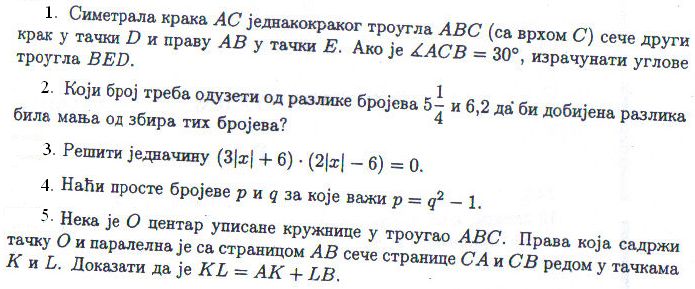 1. Симетрала крака AC једнакокраког троугла ABC (са врхом C) сече други
крак у тачки D и праву AB у тачки E. Ако је ∡ACB = 30°, израчунати углове
троугла BED.
2. Који број треба одузети од разлике бројева 5 1/4 и 6,2 да би добијена разлика
била мања од збира тих бројева?
3. Решити једначину (3|x| + 6) · (2|x| − 6) = 0.
4. Наћи просте бројеве p и q за које важи p = q² − 1.
5. Нека је O центар уписане кружнице у троугао ABC. Права која садржи
тачку O и паралелна је са страницом AB сече странице CA и CB редом у тачкама
K и L. Доказати да је KL = AK + LB.